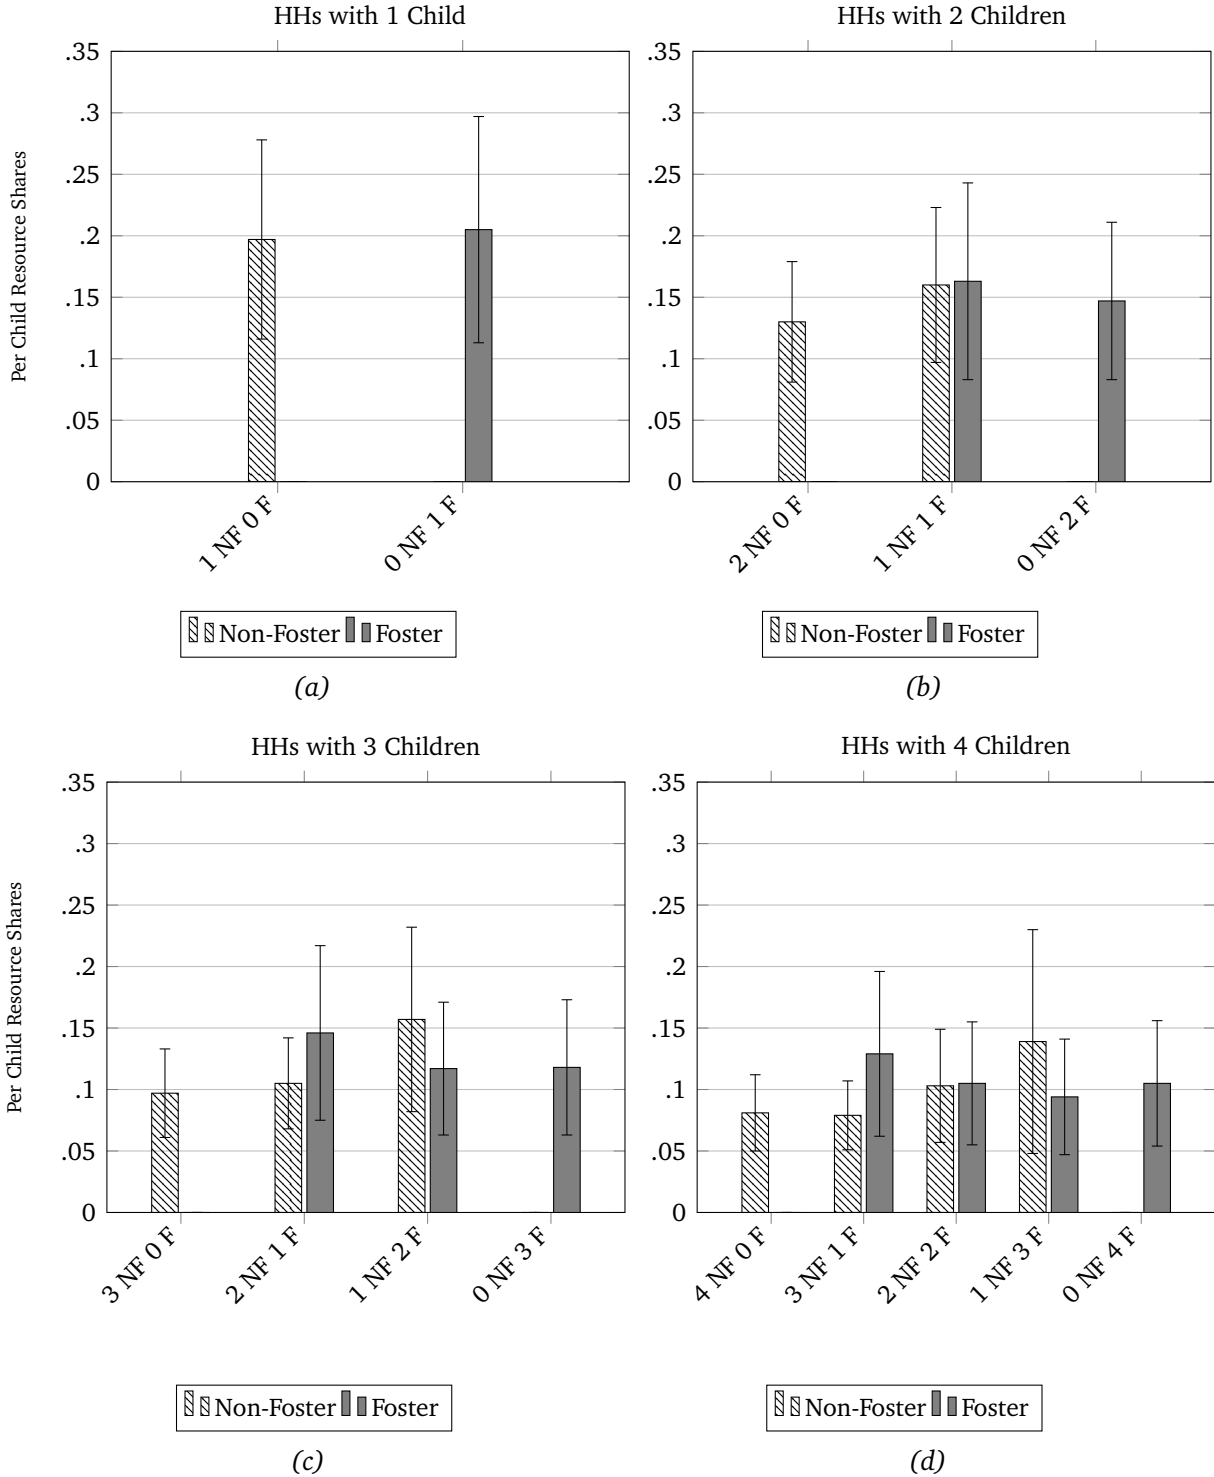 HHs with 1 Child
Per Child Resource Shares
.35
.3
.25
.2
.15
.1
.05
0
1 NF 0 F
0 NF 1 F
Non-Foster Foster
(a)
HHs with 2 Children
.35
.3
.25
.2
.15
.1
.05
0
2 NF 0 F
1 NF 1 F
0 NF 2 F
Non-Foster Foster
(b)
HHs with 3 Children
Per Child Resource Shares
.35
.3
.25
.2
.15
.1
.05
0
3 NF 0 F
2 NF 1 F
1 NF 2 F
0 NF 3 F
Non-Foster Foster
(c)
HHs with 4 Children
.35
.3
.25
.2
.15
.1
.05
0
4 NF 0 F
3 NF 1 F
2 NF 2 F
1 NF 3 F
0 NF 4 F
Non-Foster Foster
(d)